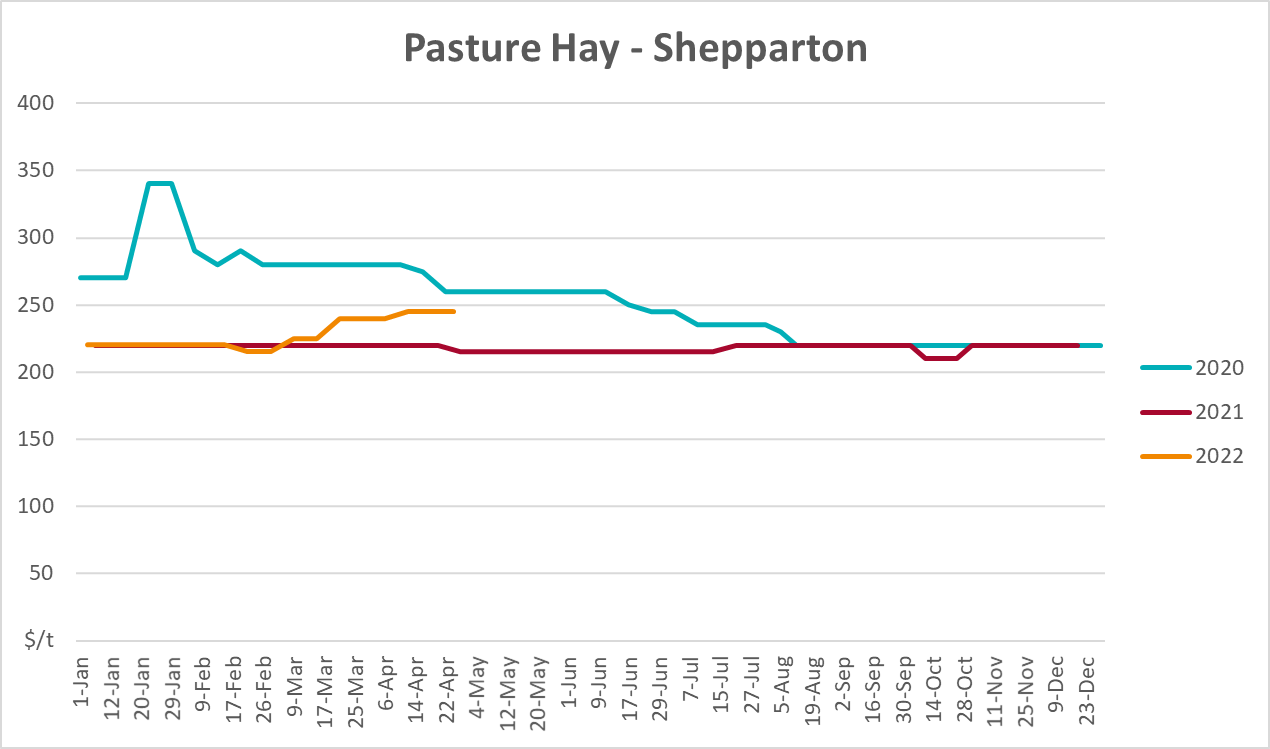 Pasture Hay - Shepparton
400
350
300
250
200
150
100
50
$/t
1-Jan
12-Jan
20-Jan
29-Jan
9-Feb
17-Feb
26-Feb
9-Mar
17-Mar
25-Mar
6-Apr
14-Apr
22-Apr
4-May
12-May
20-May
1-Jun
9-Jun
17-Jun
29-Jun
7-Jul
15-Jul
27-Jul
5-Aug
19-Aug
2-Sep
16-Sep
30-Sep
14-Oct
28-Oct
11-Nov
25-Nov
9-Dec
23-Dec
2020
2021
2022